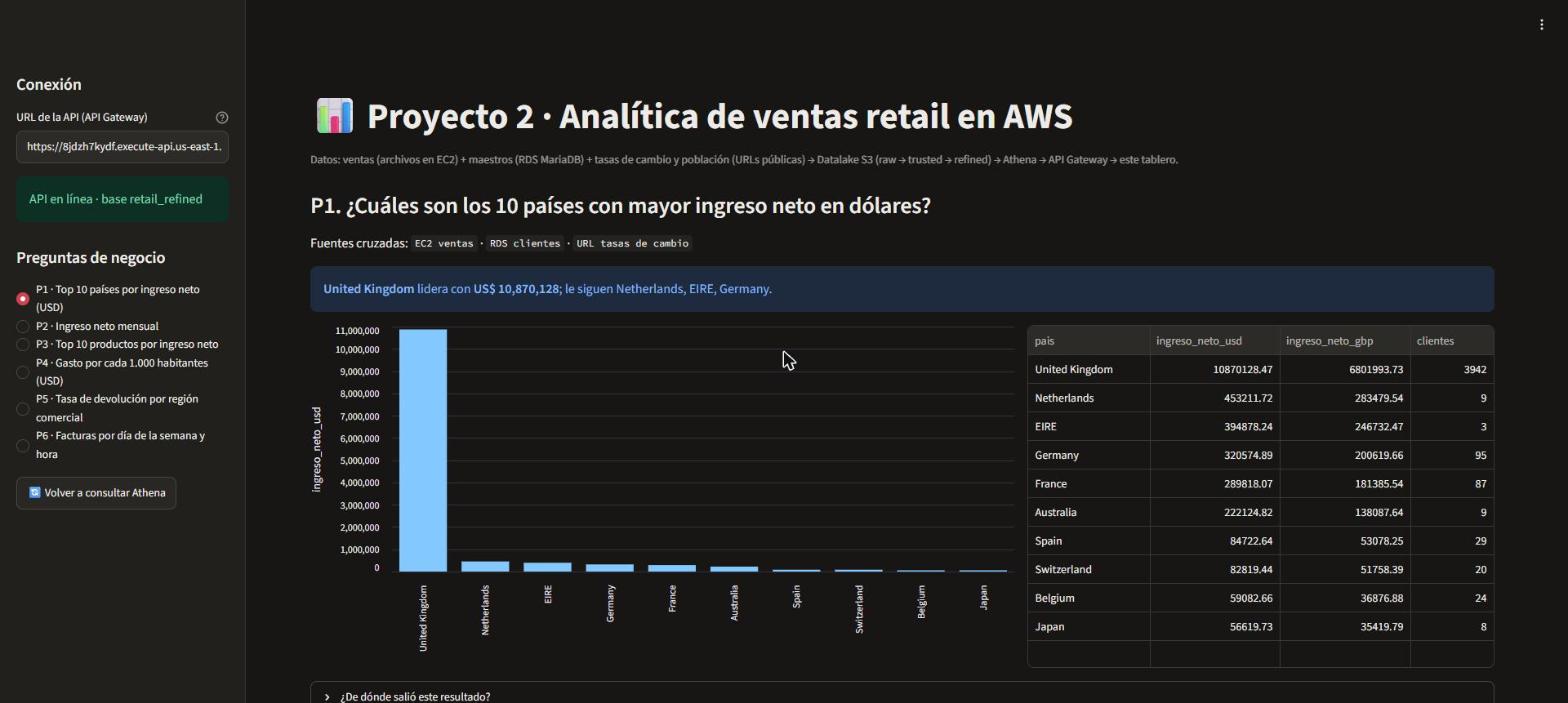 Conexión
URL de la API (API Gateway)
https://8jdzh7kydf.execute-api.us-east-1.
API en línea · base retail_refined
Preguntas de negocio
P1 · Top 10 países por ingreso neto
(USD)
P2 · Ingreso neto mensual
P3 · Top 10 productos por ingreso neto
P4 · Gasto por cada 1.000 habitantes
(USD)
P5 · Tasa de devolución por región
comercial
P6 · Facturas por día de la semana y
hora
Volver a consultar Athena
Proyecto 2 · Analítica de ventas retail en AWS
Datos: ventas (archivos en EC2) + maestros (RDS MariaDB) + tasas de cambio y población (URLs públicas) → Datalake S3 (raw → trusted → refined) → Athena → API Gateway → este tablero.
P1. ¿Cuáles son los 10 países con mayor ingreso neto en dólares?
Fuentes cruzadas: EC2 ventas · RDS clientes · URL tasas de cambio
United Kingdom lidera con US$ 10,870,128; le siguen Netherlands, EIRE, Germany.
ingreso_neto_usd
11,000,000
10,000,000
9,000,000
8,000,000
7,000,000
6,000,000
5,000,000
4,000,000
3,000,000
2,000,000
1,000,000
0
United Kingdom
Netherlands
EIRE
Germany
France
Australia
Spain
Switzerland
Belgium
Japan
pais ingreso_neto_usd ingreso_neto_gbp clientes
United Kingdom 10870128.47 6801993.73 3942
Netherlands 453211.72 283479.54 9
EIRE 394878.24 246732.47 3
Germany 320574.89 200619.66 95
France 289818.07 181385.54 87
Australia 222124.82 138087.64 9
Spain 84722.64 53078.25 29
Switzerland 82819.44 51758.39 20
Belgium 59082.66 36876.88 24
Japan 56619.73 35419.79 8
¿De dónde salió este resultado?